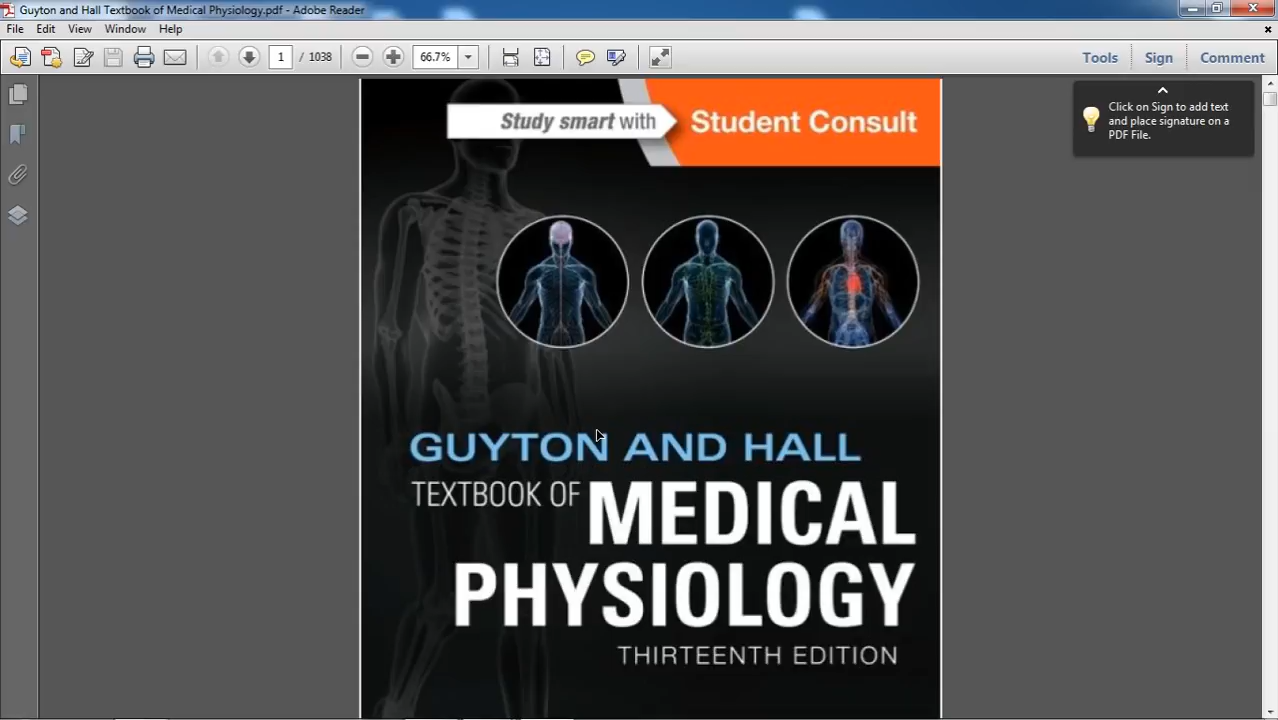 Guyton and Hall Textbook of Medical Physiology.pdf - Adobe Reader
File Edit View Window Help
1 / 1038 66.7% Tools Sign Comment
Click on Sign to add text
and place signature on a
PDF File.
Study smart with Student Consult
GUYTON AND HALL
TEXTBOOK OF MEDICAL
PHYSIOLOGY
THIRTEENTH EDITION